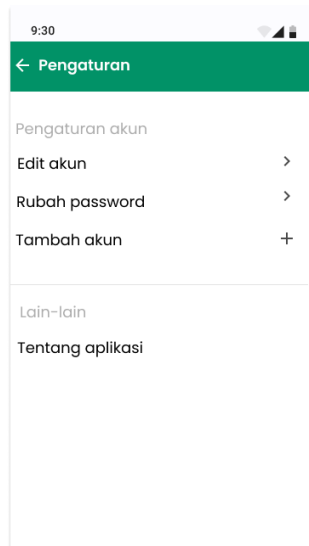 9:30
Pengaturan
Pengaturan akun
Edit akun
Rubah password
Tambah akun
Lain-lain
Tentang aplikasi